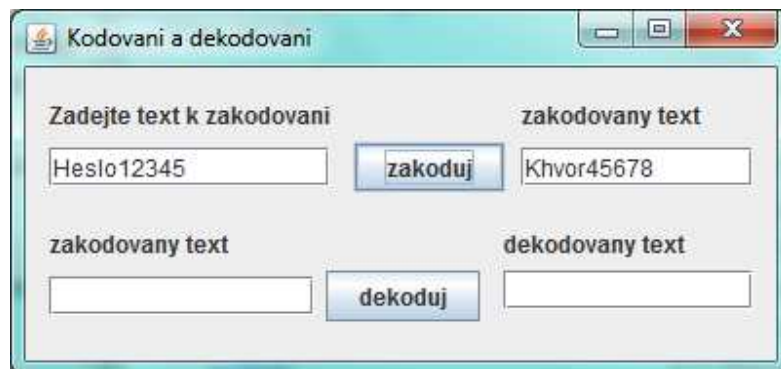 Kodovani a dekodovani
Zadejte text k zakodovani zakodovany text
Heslo12345 zakoduj Khvor45678
zakodovany text dekodovany text
dekoduj